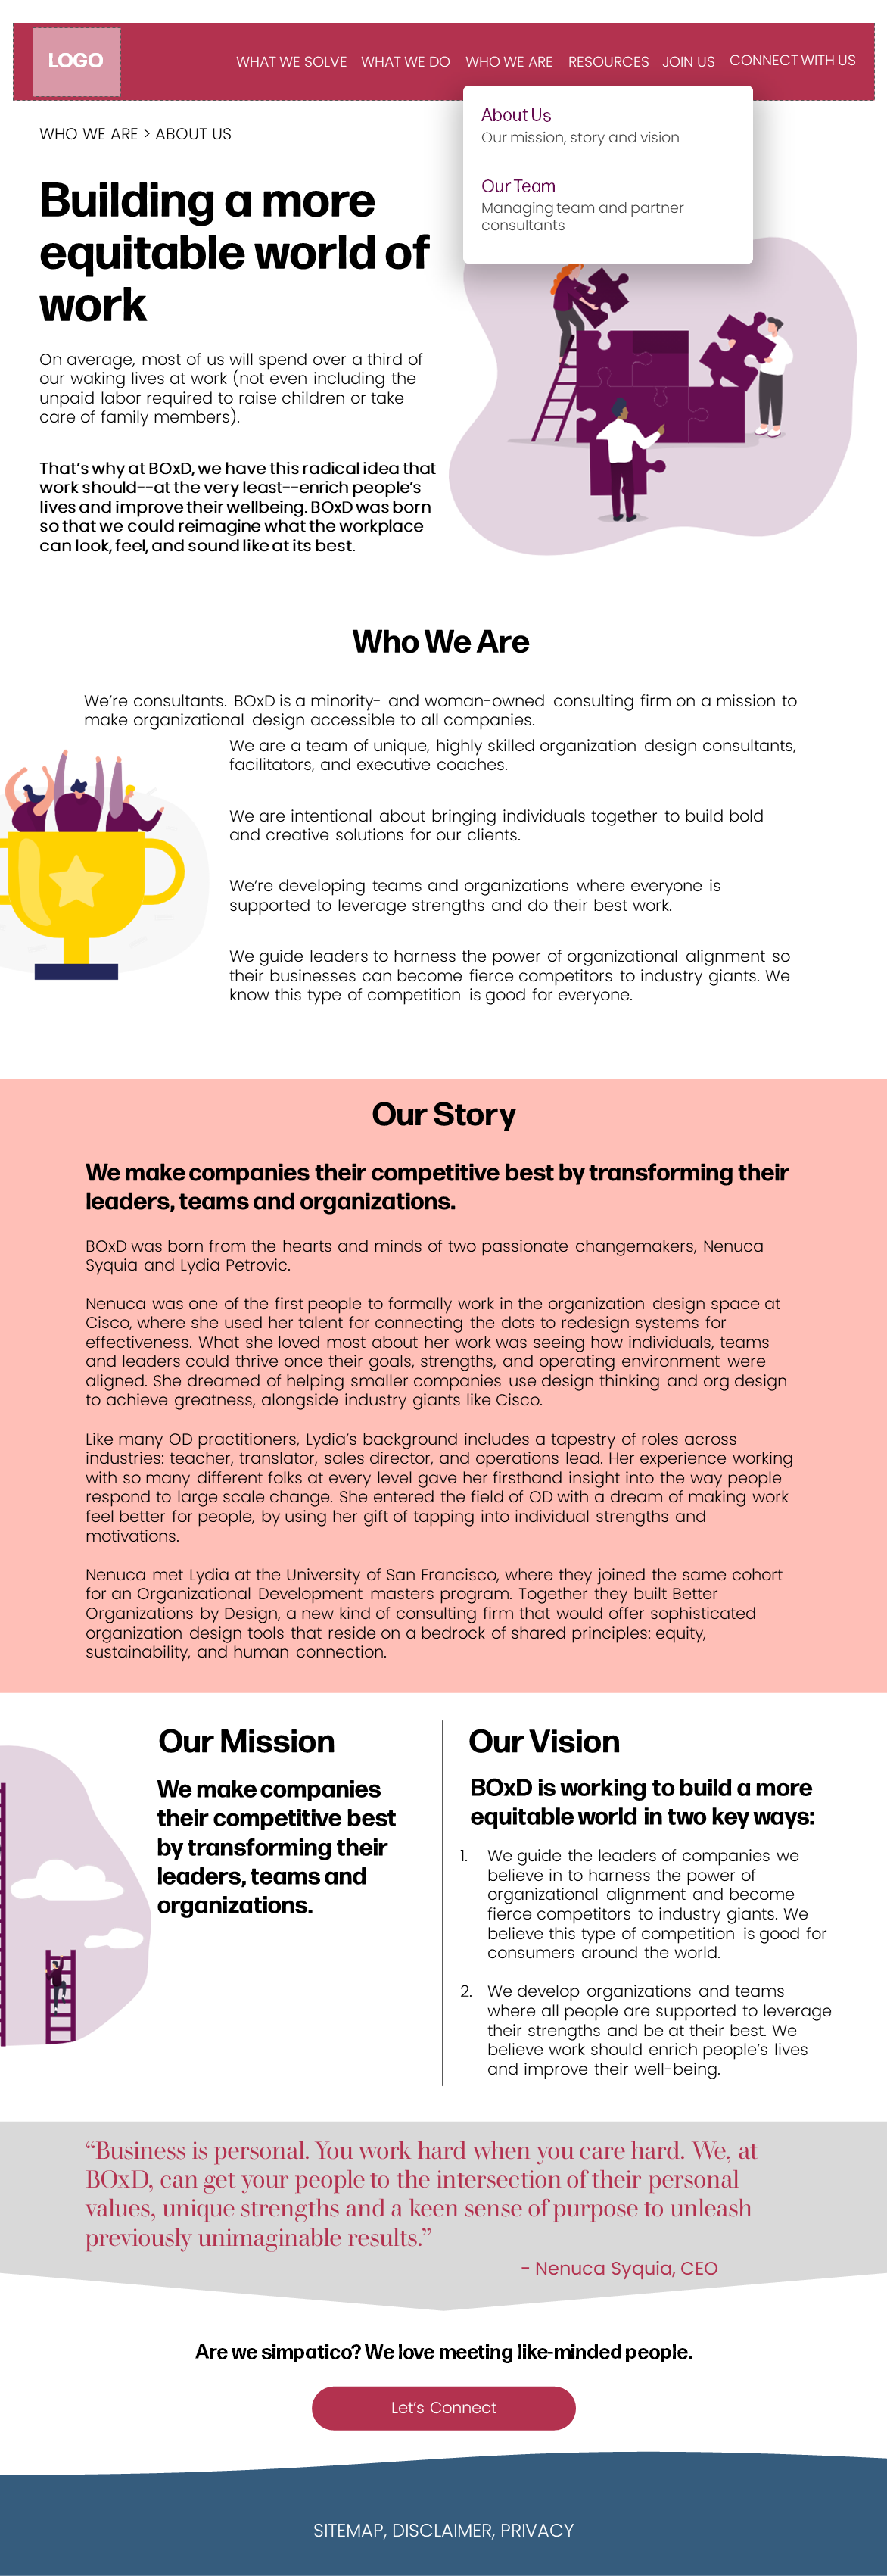 LOGO
WHAT WE SOLVE WHAT WE DO WHO WE ARE RESOURCES JOIN US CONNECT WITH US
About Us
Our mission, story and vision
Our Team
Managing team and partner
consultants
WHO WE ARE > ABOUT US
Building a more
equitable world of
work
On average, most of us will spend over a third of
our waking lives at work (not even including the
unpaid labor required to raise children or take
care of family members).
That's why at BOxD, we have this radical idea that
work should--at the very least--enrich people's
lives and improve their wellbeing. BOxD was born
so that we could reimagine what the workplace
can look, feel, and sound like at its best.
Who We Are
We're consultants. BOxD is a minority- and woman-owned consulting firm on a mission to
make organizational design accessible to all companies.
We are a team of unique, highly skilled organization design consultants,
facilitators, and executive coaches.
We are intentional about bringing individuals together to build bold
and creative solutions for our clients.
We're developing teams and organizations where everyone is
supported to leverage strengths and do their best work.
We guide leaders to harness the power of organizational alignment so
their businesses can become fierce competitors to industry giants. We
know this type of competition is good for everyone.
Our Story
We make companies their competitive best by transforming their
leaders, teams and organizations.
BOxD was born from the hearts and minds of two passionate changemakers, Nenuca
Syquia and Lydia Petrovic.
Nenuca was one of the first people to formally work in the organization design space at
Cisco, where she used her talent for connecting the dots to redesign systems for
effectiveness. What she loved most about her work was seeing how individuals, teams
and leaders could thrive once their goals, strengths, and operating environment were
aligned. She dreamed of helping smaller companies use design thinking and org design
to achieve greatness, alongside industry giants like Cisco.
Like many OD practitioners, Lydia's background includes a tapestry of roles across
industries: teacher, translator, sales director, and operations lead. Her experience working
with so many different folks at every level gave her firsthand insight into the way people
respond to large scale change. She entered the field of OD with a dream of making work
feel better for people, by using her gift of tapping into individual strengths and
motivations.
Nenuca met Lydia at the University of San Francisco, where they joined the same cohort
for an Organizational Development masters program. Together they built Better
Organizations by Design, a new kind of consulting firm that would offer sophisticated
organization design tools that reside on a bedrock of shared principles: equity,
sustainability, and human connection.
Our Mission
We make companies
their competitive best
by transforming their
leaders, teams and
organizations.
Our Vision
BOxD is working to build a more
equitable world in two key ways:
1. We guide the leaders of companies we
believe in to harness the power of
organizational alignment and become
fierce competitors to industry giants. We
believe this type of competition is good for
consumers around the world.
2. We develop organizations and teams
where all people are supported to leverage
their strengths and be at their best. We
believe work should enrich people's lives
and improve their well-being.
“Business is personal. You work hard when you care hard. We, at
BOxD, can get your people to the intersection of their personal
values, unique strengths and a keen sense of purpose to unleash
previously unimaginable results.”
- Nenuca Syquia, CEO
Are we simpatico? We love meeting like-minded people.
Let's Connect
SITEMAP, DISCLAIMER, PRIVACY